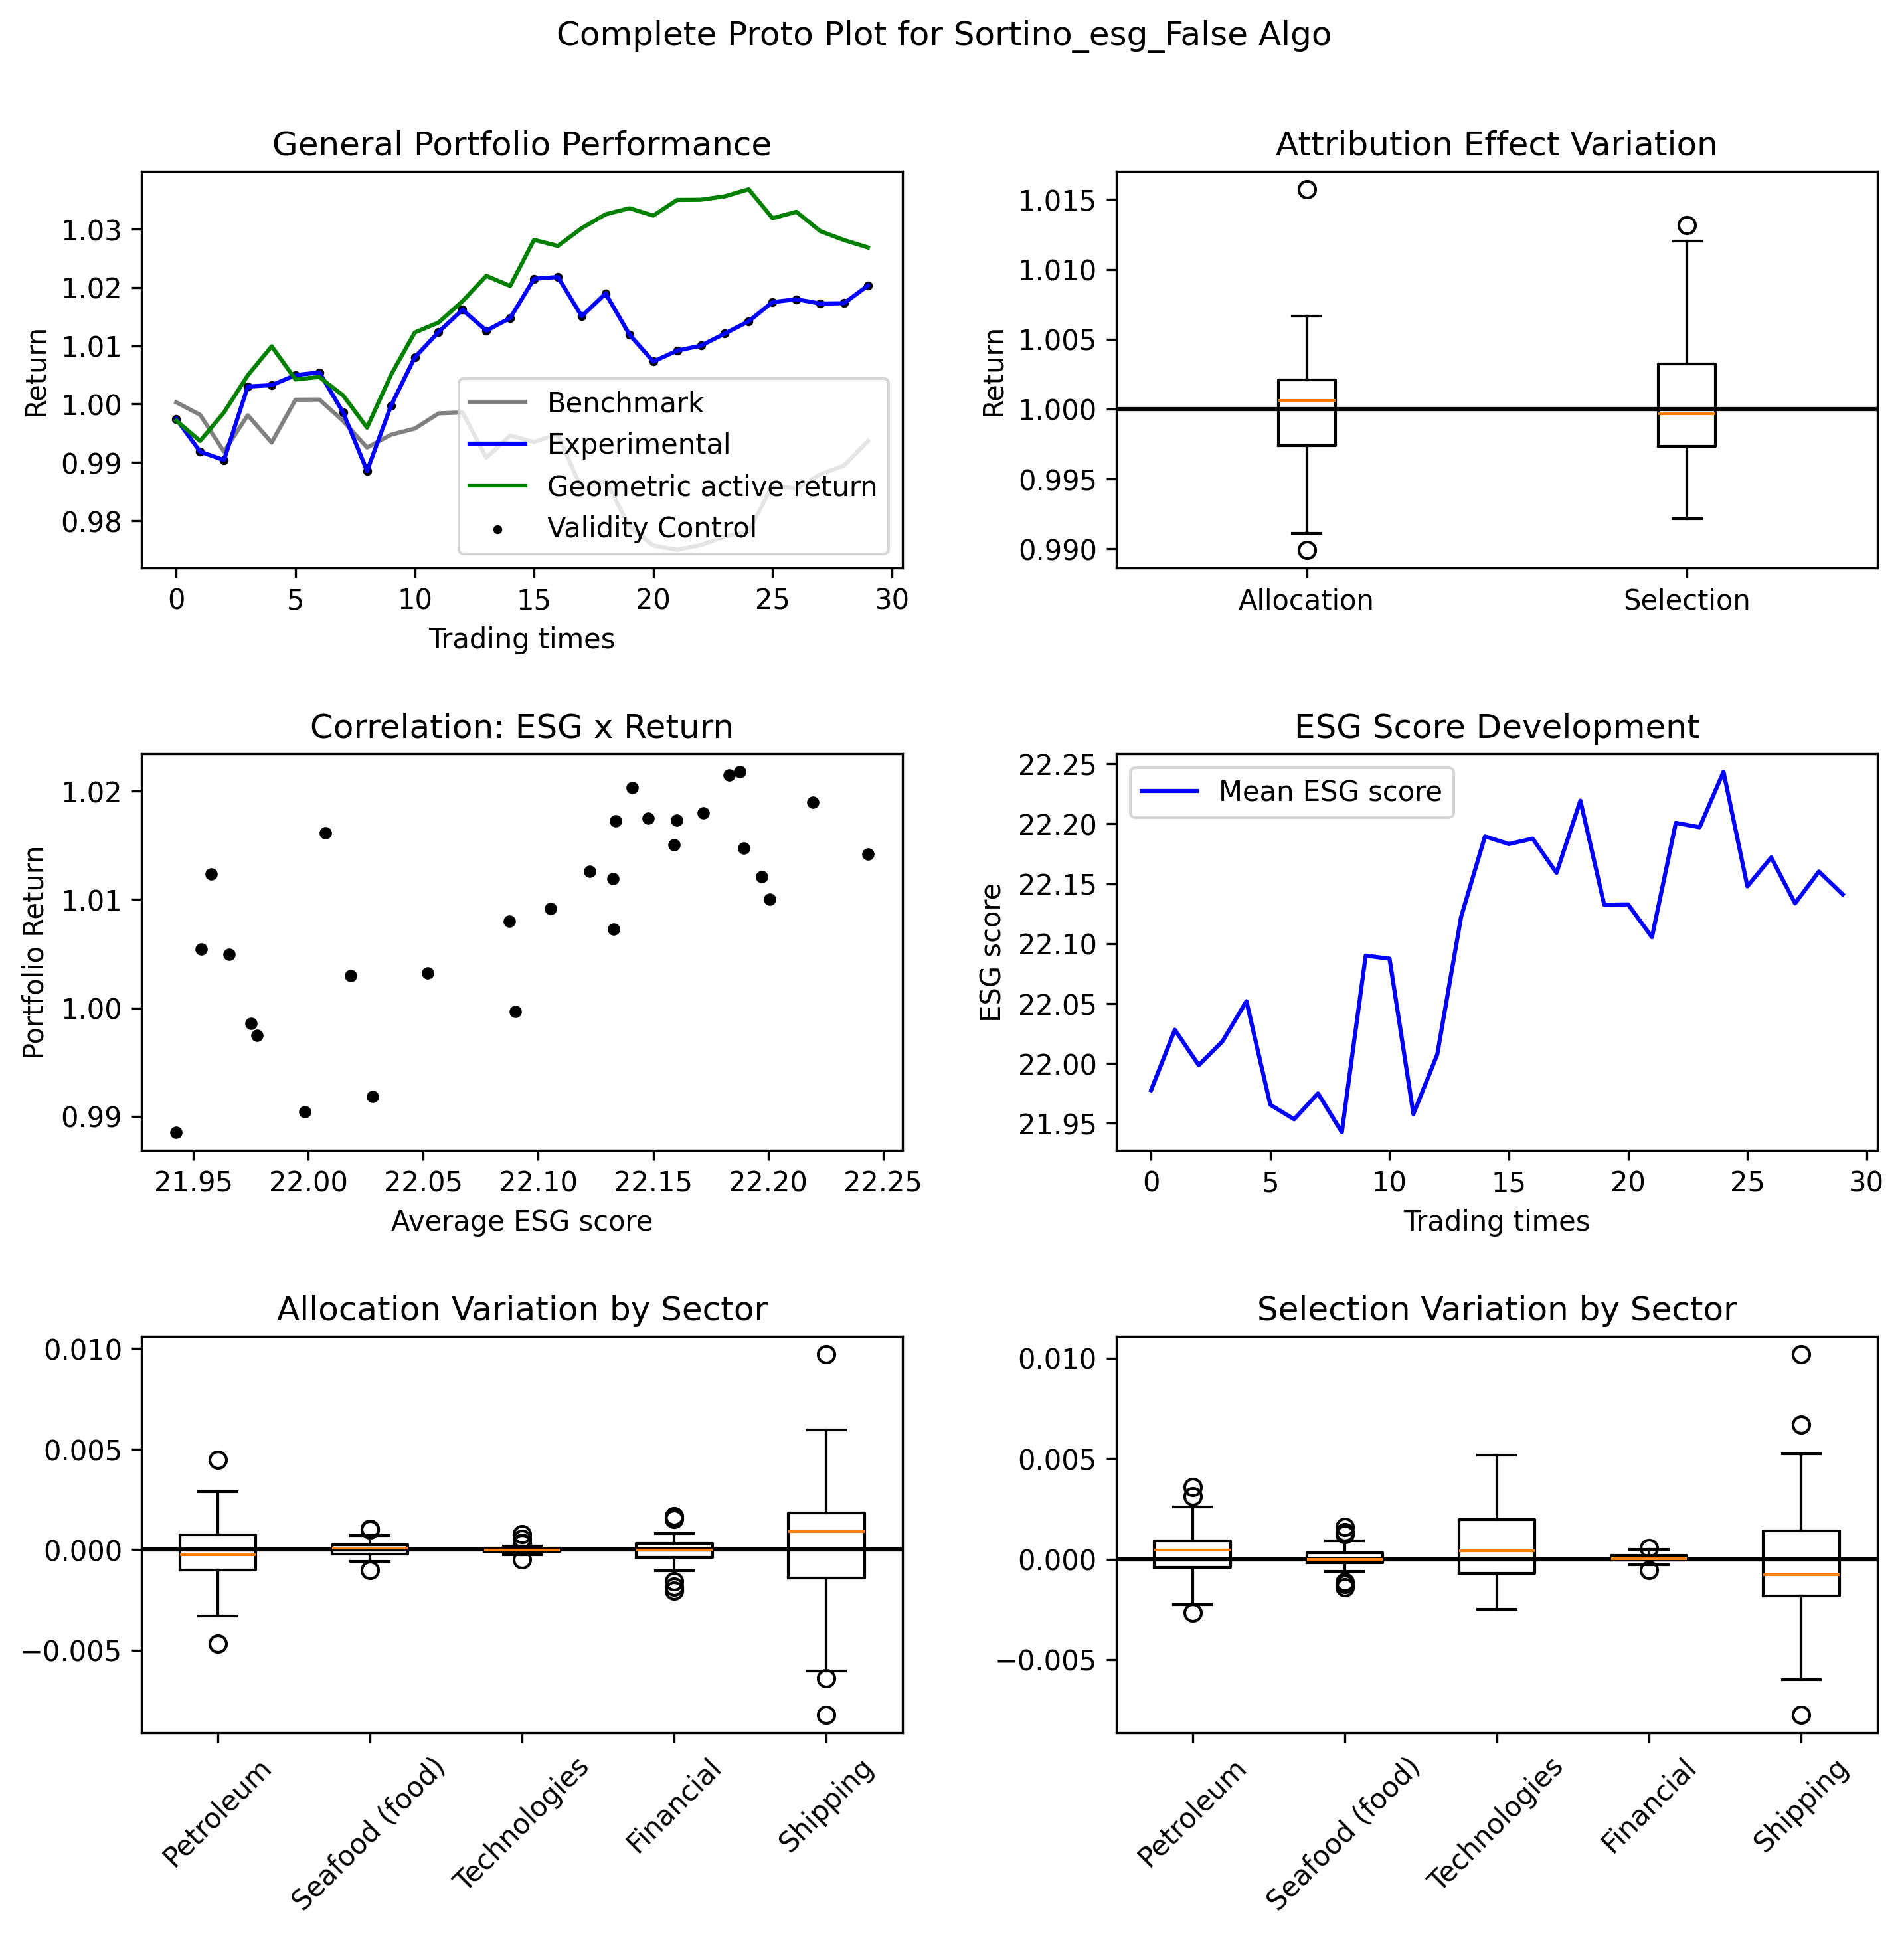 Complete Proto Plot for Sortino_esg_False Algo
General Portfolio Performance
Return
1.03
1.02
1.01
1.00
0.99
0.98
Benchmark
Experimental
Geometric active return
Validity Control
0 5 10 15 20 25 30
Trading times
Attribution Effect Variation
Return
1.015
1.010
1.005
1.000
0.995
0.990
Allocation Selection
Correlation: ESG x Return
Portfolio Return
1.02
1.01
1.00
0.99
21.95 22.00 22.05 22.10 22.15 22.20 22.25
Average ESG score
ESG Score Development
ESG score
22.25
22.20
22.15
22.10
22.05
22.00
21.95
Mean ESG score
0 5 10 15 20 25 30
Trading times
Allocation Variation by Sector
0.010
0.005
0.000
−0.005
Petroleum
Seafood (food)
Technologies
Financial
Shipping
Selection Variation by Sector
0.010
0.005
0.000
−0.005
Petroleum
Seafood (food)
Technologies
Financial
Shipping